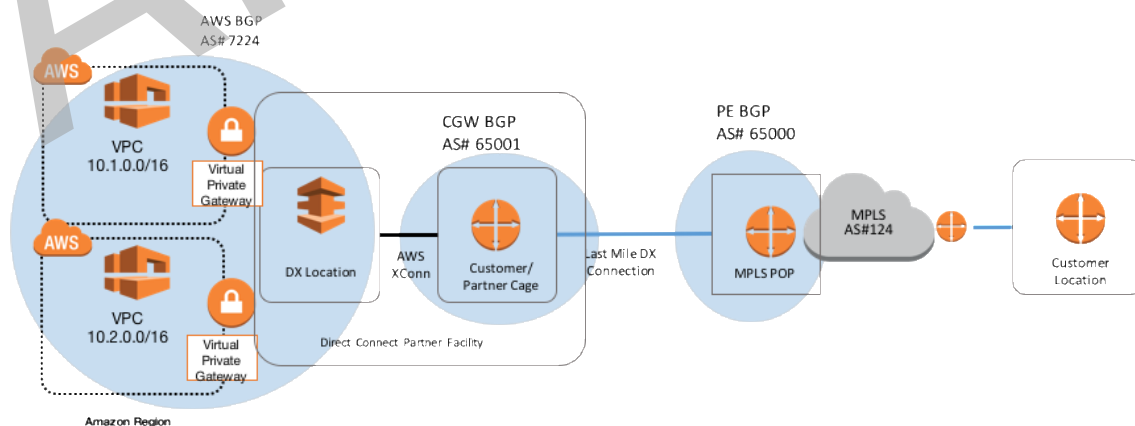 AWS BGP
AS# 7224
AWS
VPC
10.1.0.0/16
Virtual
Private
Gateway
AWS
VPC
10.2.0.0/16
Virtual
Private
Gateway
Amazon Region
DX Location
AWS
XConn
CGW BGP
AS# 65001
Customer/
Partner Cage
Direct Connect Partner Facility
Last Mile DX
Connection
PE BGP
AS# 65000
MPLS POP
MPLS
AS#124
Customer
Location